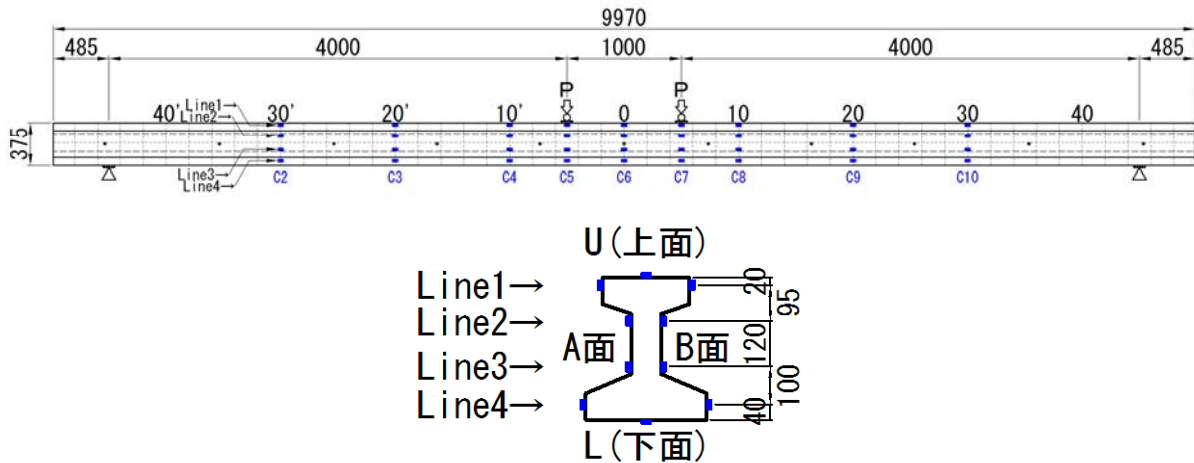 9970
485 4000 1000 4000 485
P P
40' 30' 20' 10' 0 10 20 30 40
Line1→
Line2→
375
Line3→
Line4→
C2 C3 C4 C5 C6 C7 C8 C9 C10
U(上面)
Line1→
20
95
Line2→
A面 B面
120
Line3→
100
Line4→
40
L(下面)